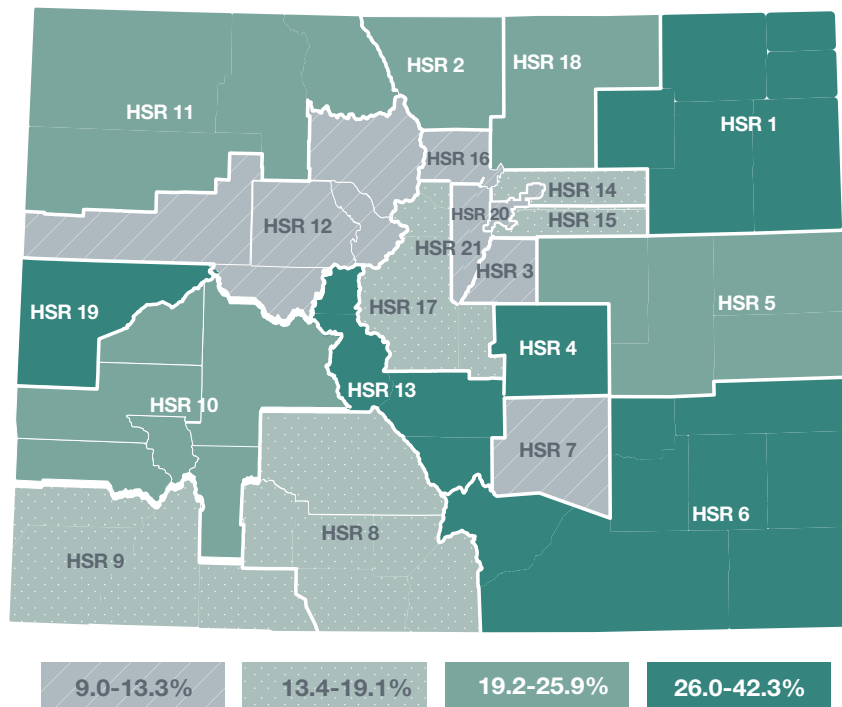 HSR 2
HSR 18
HSR 11
HSR 1
HSR 16
HSR 14
HSR 20
HSR 15
HSR 12
HSR 21
HSR 3
HSR 19
HSR 17
HSR 5
HSR 4
HSR 13
HSR 10
HSR 7
HSR 6
HSR 8
HSR 9
9.0-13.3%
13.4-19.1%
19.2-25.9%
26.0-42.3%